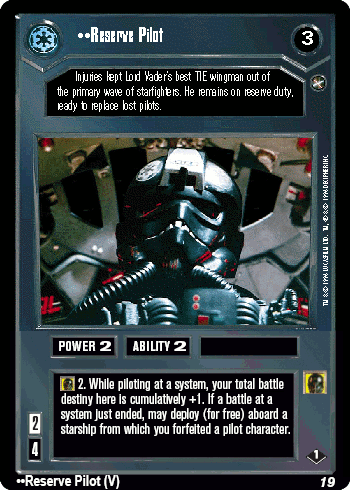 ••Reserve Pilot
3
Injuries kept Lord Vader's best TIE wingman out of
the primary wave of starfighters. He remains on reserve duty,
ready to replace lost pilots.
POWER 2 ABILITY 2
2. While piloting at a system, your total battle
destiny here is cumulatively +1. If a battle at a
system just ended, may deploy (for free) aboard a
starship from which you forfeited a pilot character.
2
4
1
••Reserve Pilot (V)
19